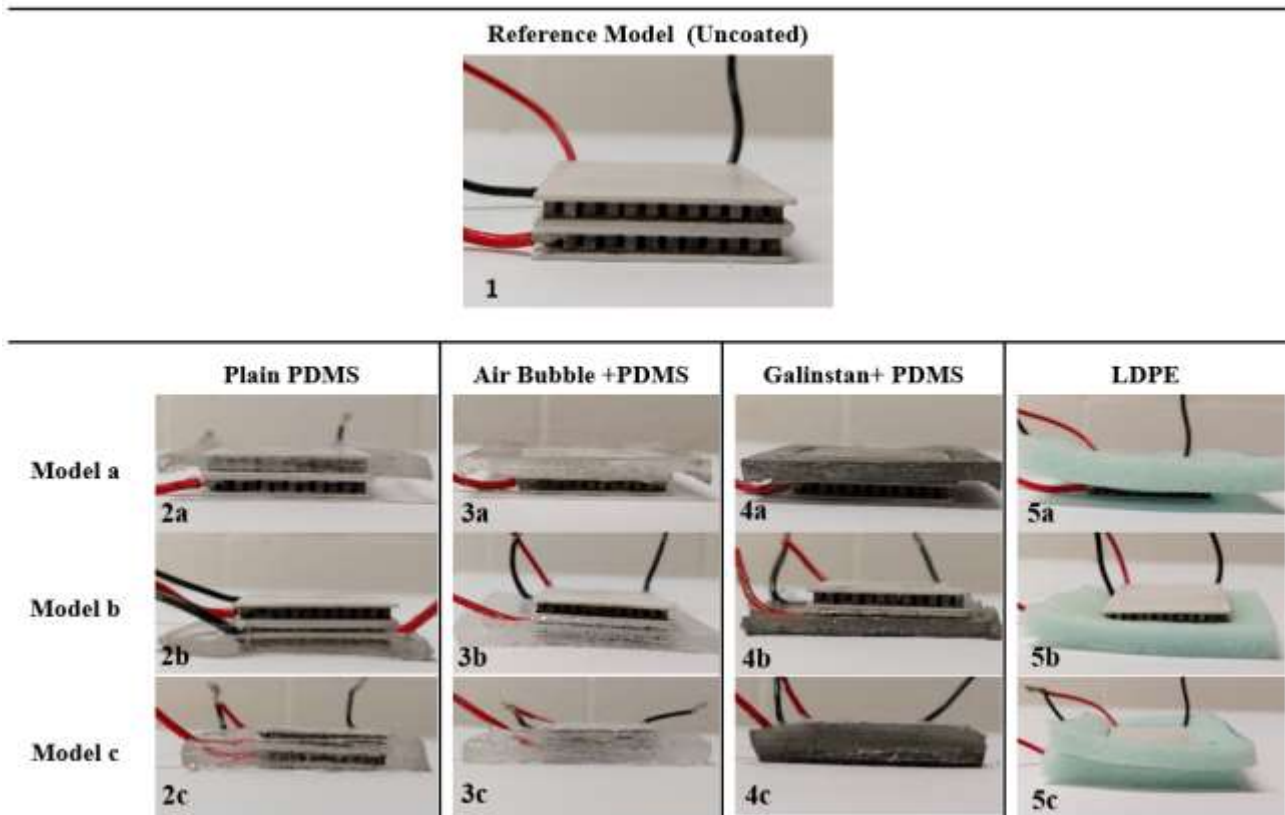 Reference Model (Uncoated)
1
Plain PDMS
Air Bubble +PDMS
Galinstan+ PDMS
LDPE
Model a
2a
3a
4a
5a
Model b
2b
3b
4b
5b
Model c
2c
3c
4c
5c